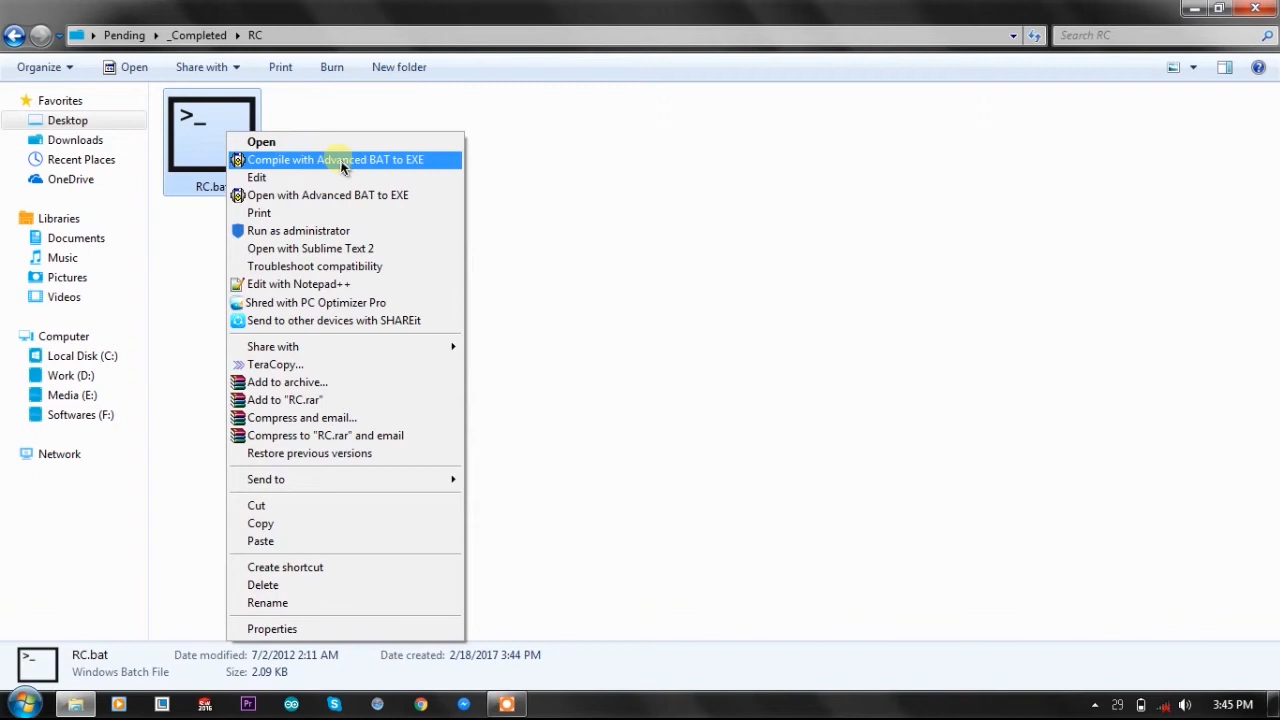 Pending
_Completed
RC
Search RC
Organize
Open
Share with
Print
Burn
New folder
Favorites
Desktop
Downloads
Recent Places
OneDrive
Libraries
Documents
Music
Pictures
Videos
Computer
Local Disk (C:)
Work (D:)
Media (E:)
Softwares (F:)
Network
>_
RC.ba
Open
Compile with Advanced BAT to EXE
Edit
Open with Advanced BAT to EXE
Print
Run as administrator
Open with Sublime Text 2
Troubleshoot compatibility
Edit with Notepad++
Shred with PC Optimizer Pro
Send to other devices with SHAREit
Share with
TeraCopy...
Add to archive...
Add to "RC.rar"
Compress and email...
Compress to "RC.rar" and email
Restore previous versions
Send to
Cut
Copy
Paste
Create shortcut
Delete
Rename
Properties
>_
RC.bat
Date modified: 7/2/2012 2:11 AM
Date created: 2/18/2017 3:44 PM
Windows Batch File
Size: 2.09 KB
SW
2016
Pr
29
3:45 PM